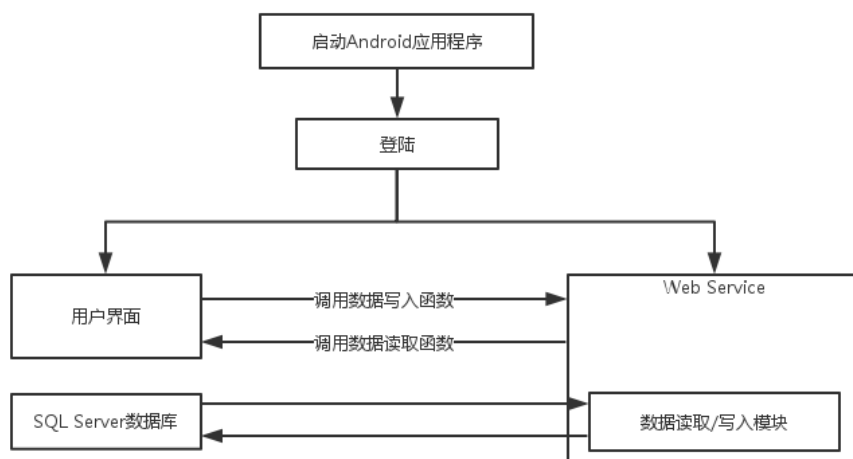 启动Android应用程序
登陆
Web Service
用户界面
调用数据写入函数
调用数据读取函数
SQL Server数据库
数据读取/写入模块